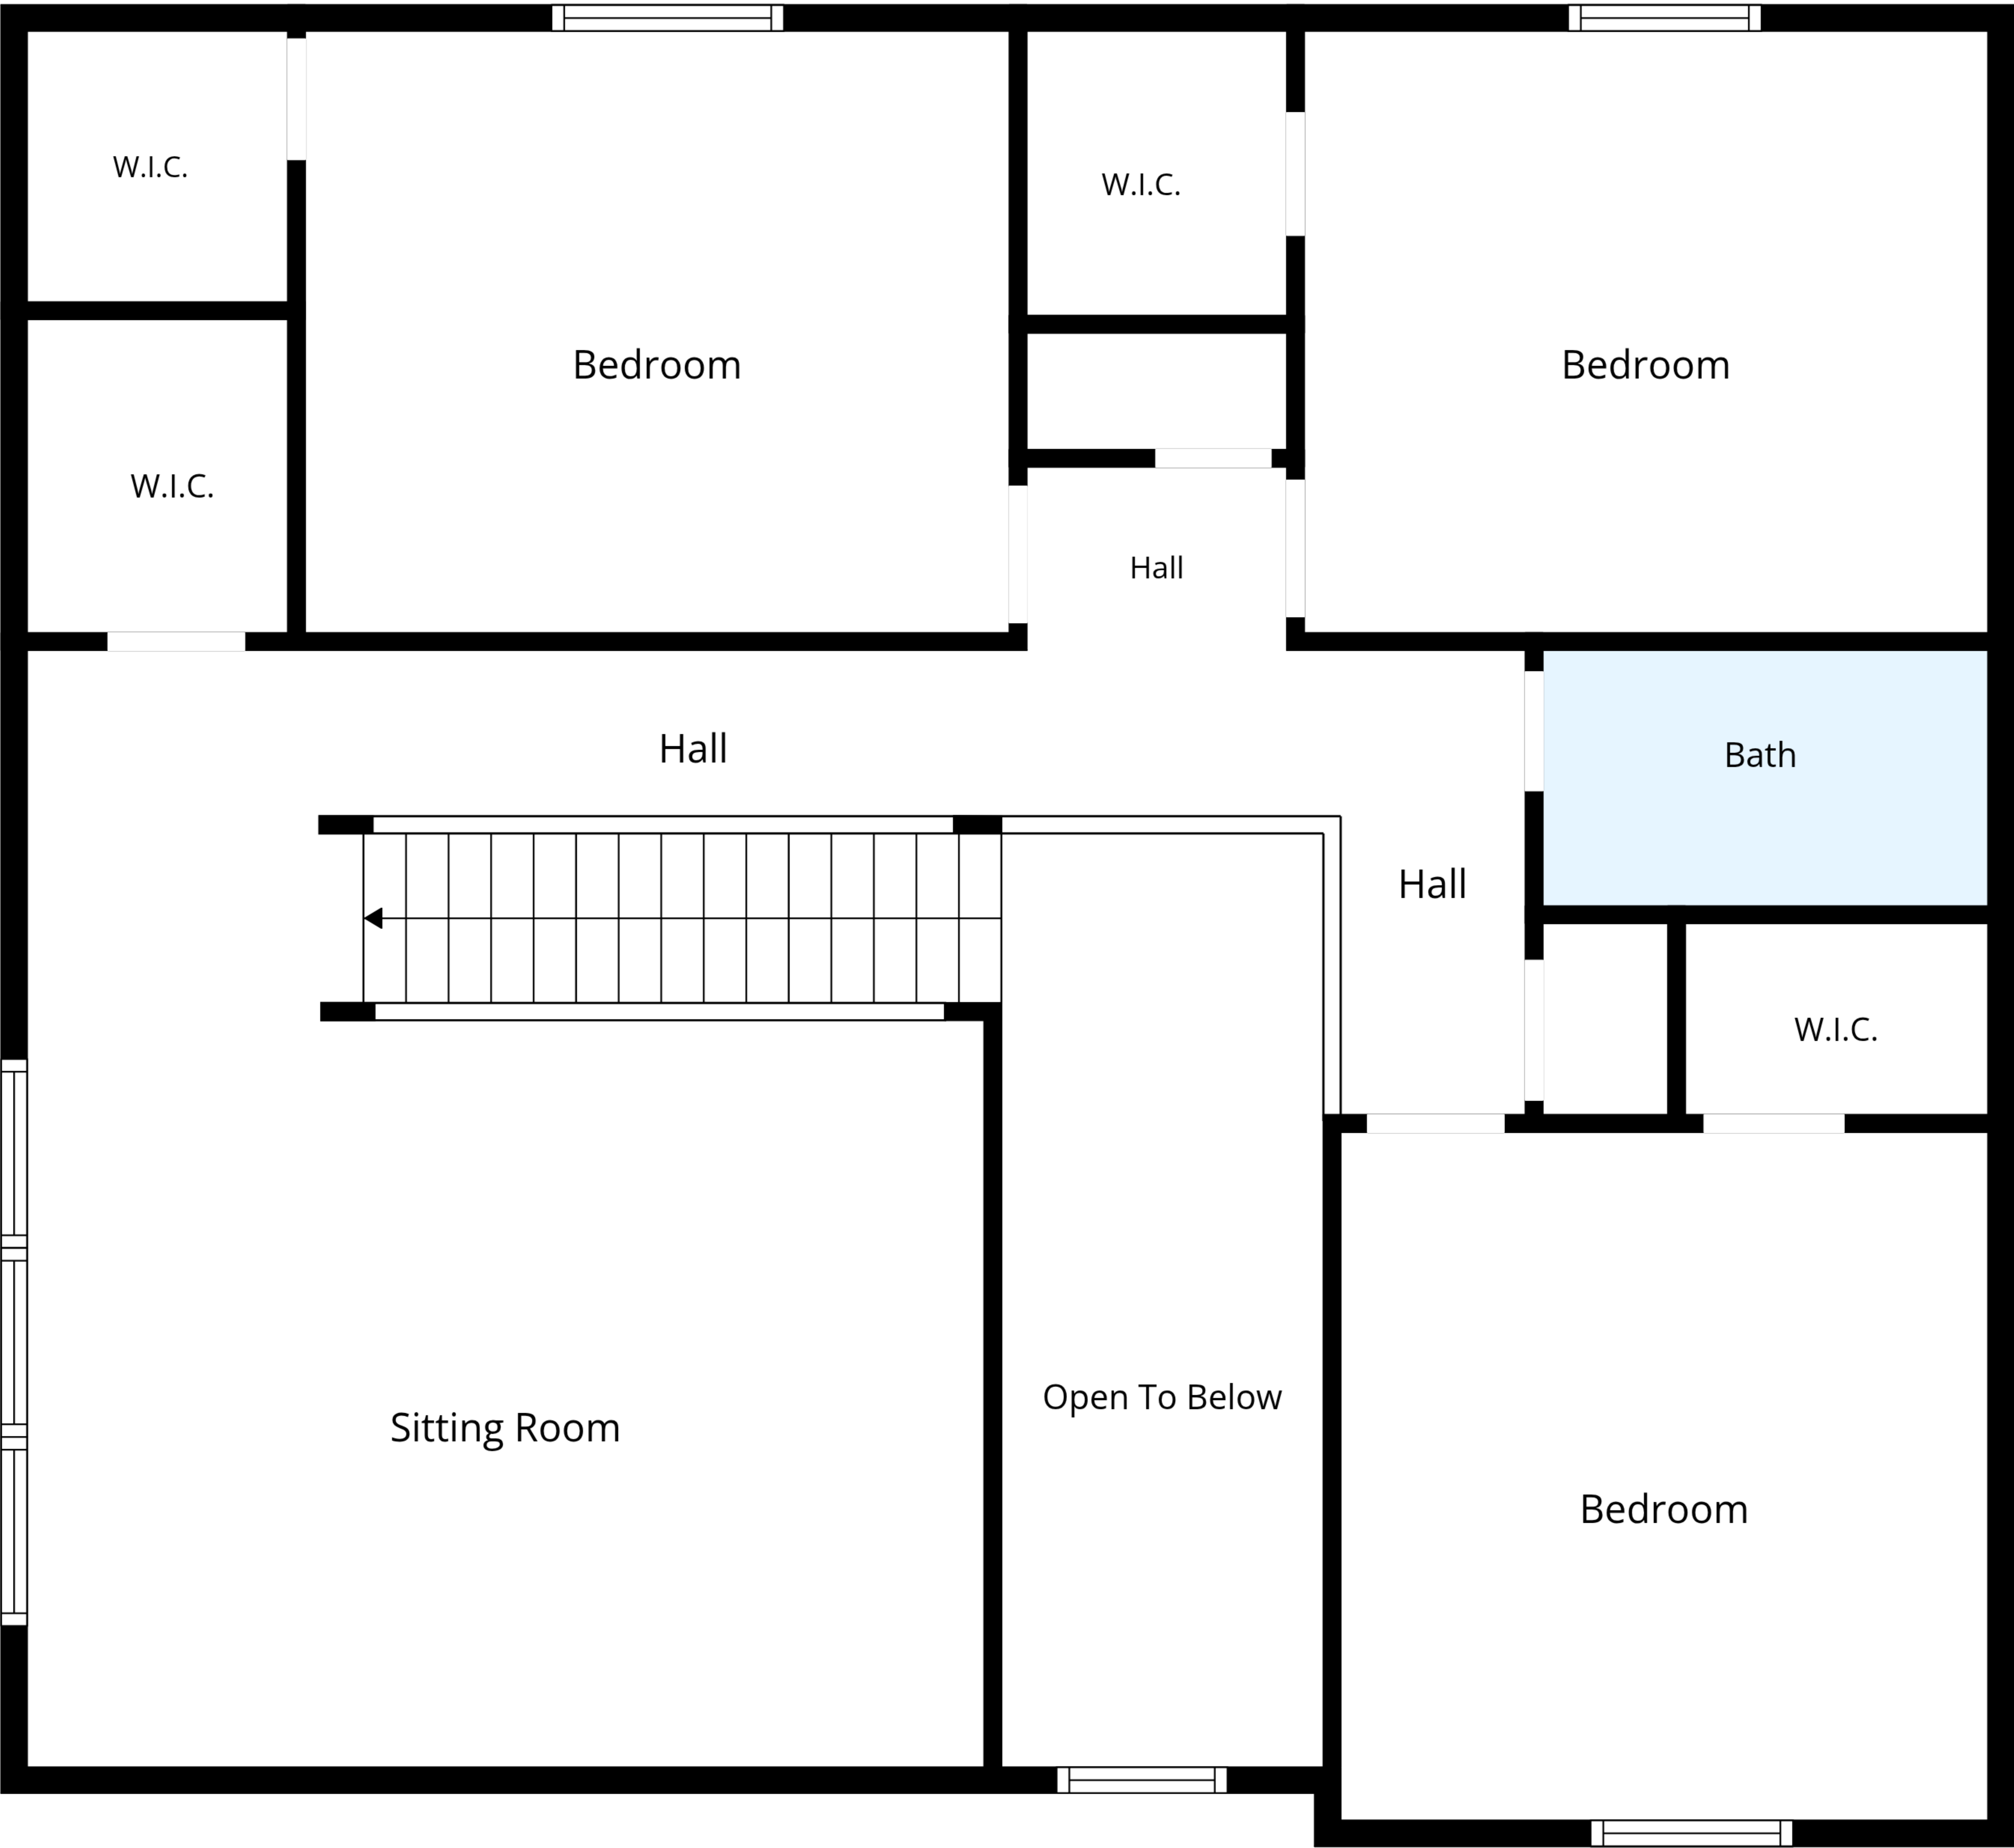 W.I.C.
W.I.C.
Bedroom
Bedroom
W.I.C.
Hall
Hall
Bath
Hall
W.I.C.
Open To Below
Sitting Room
Bedroom